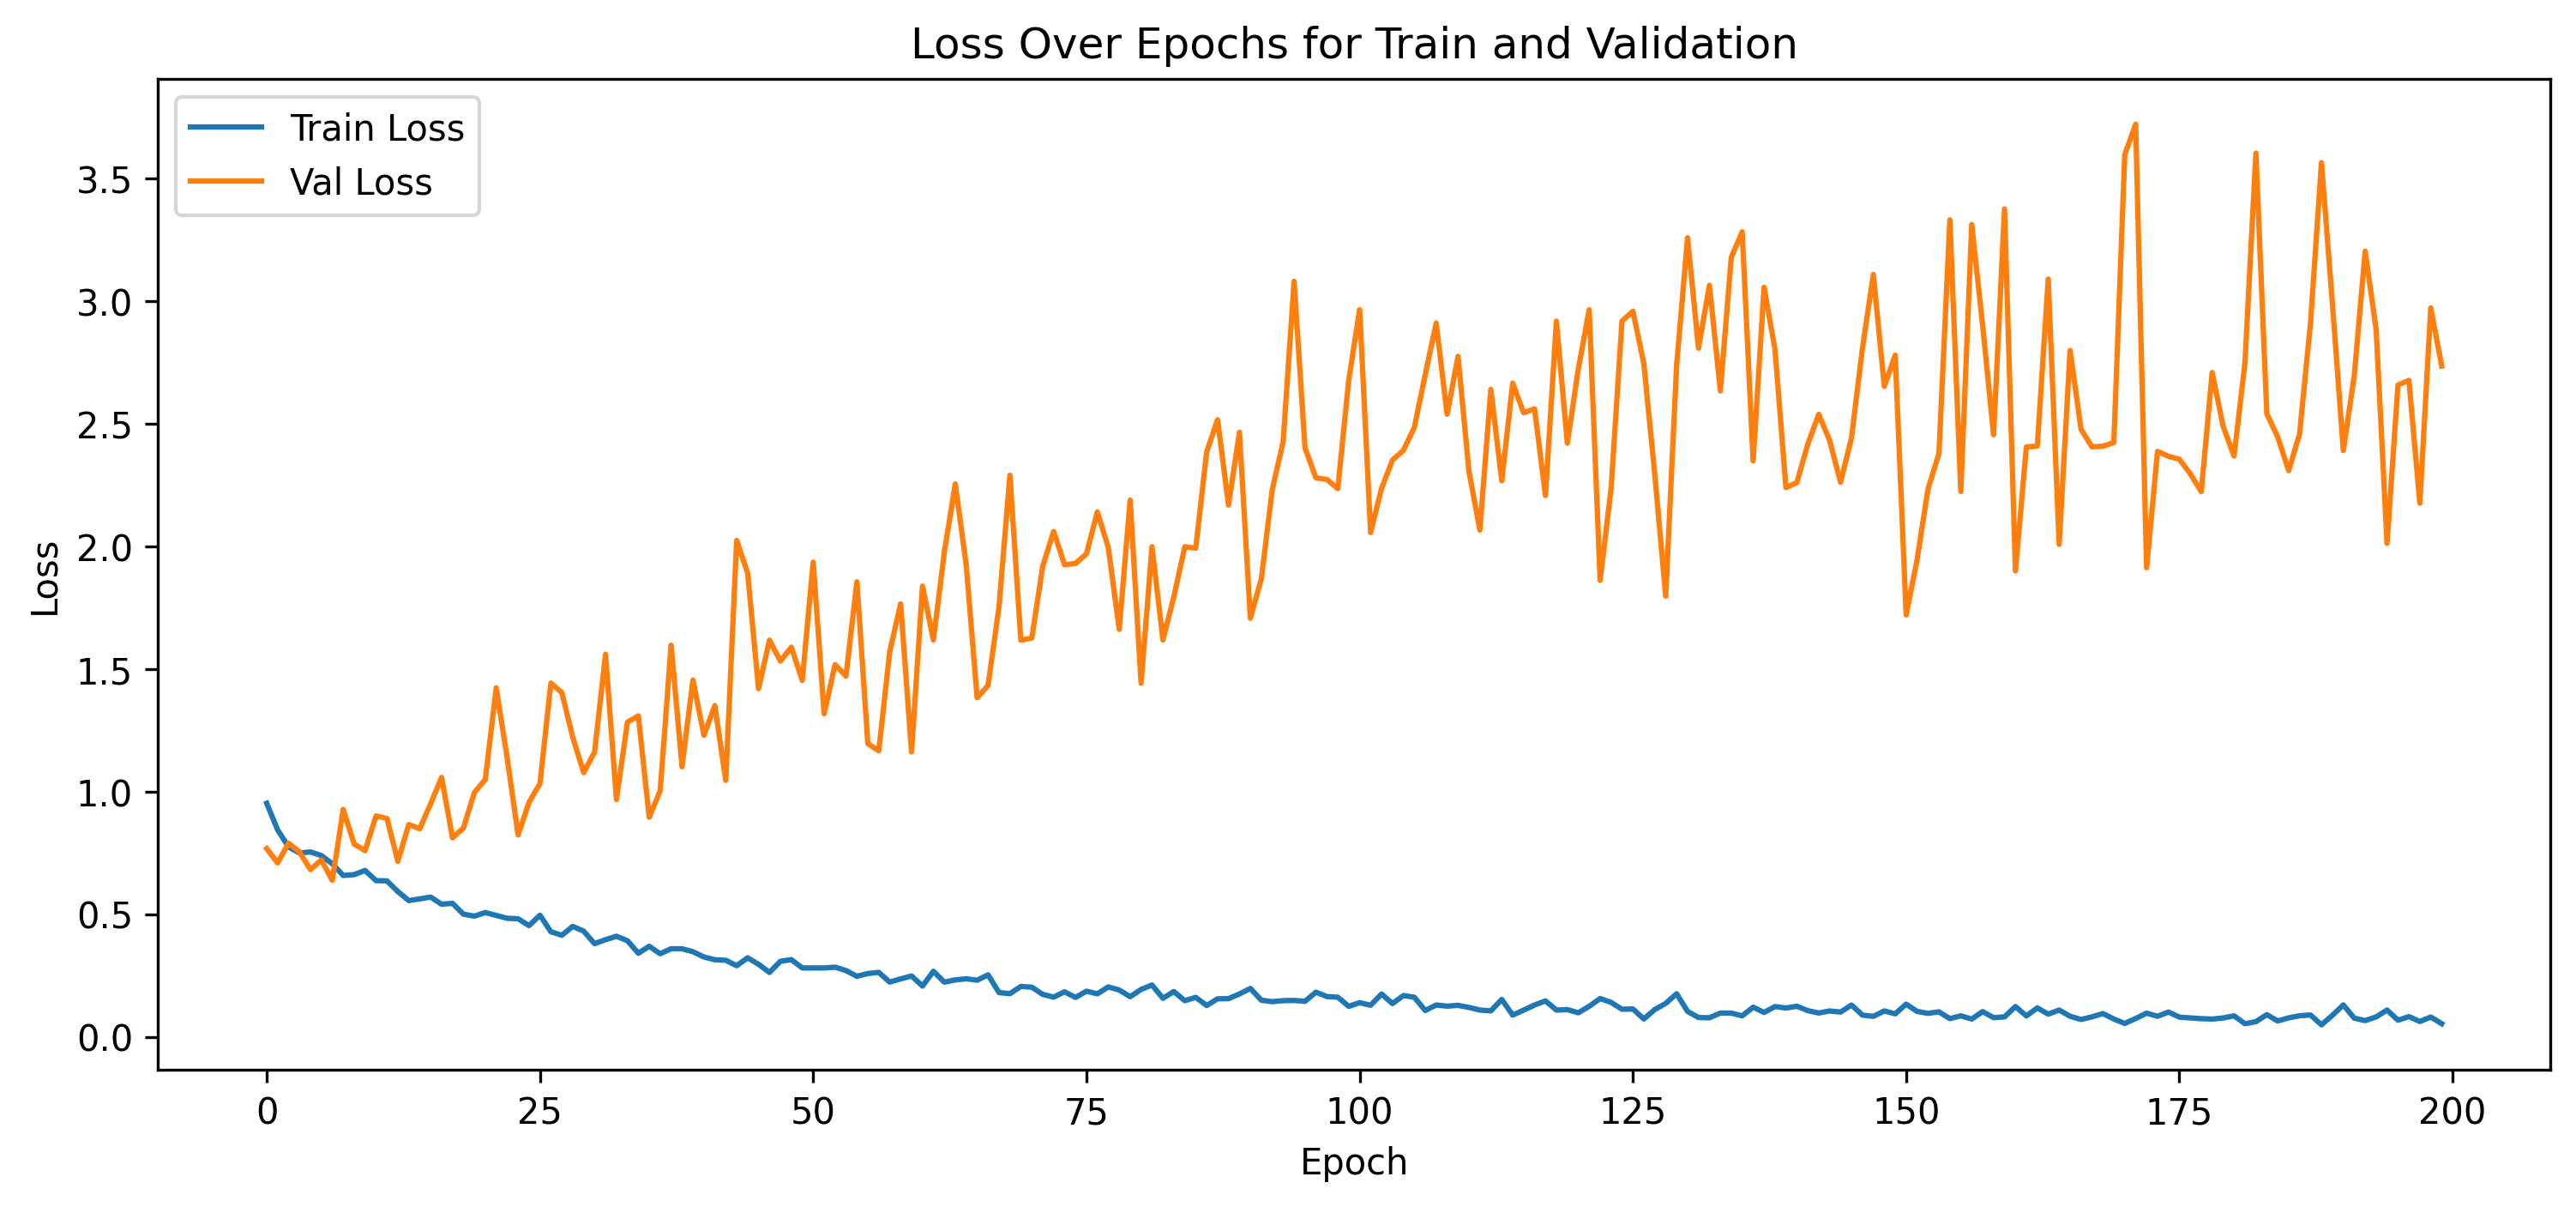 Loss Over Epochs for Train and Validation
Train Loss
Val Loss
3.5
3.0
2.5
2.0
1.5
1.0
0.5
0.0
Loss
0 25 50 75 100 125 150 175 200
Epoch